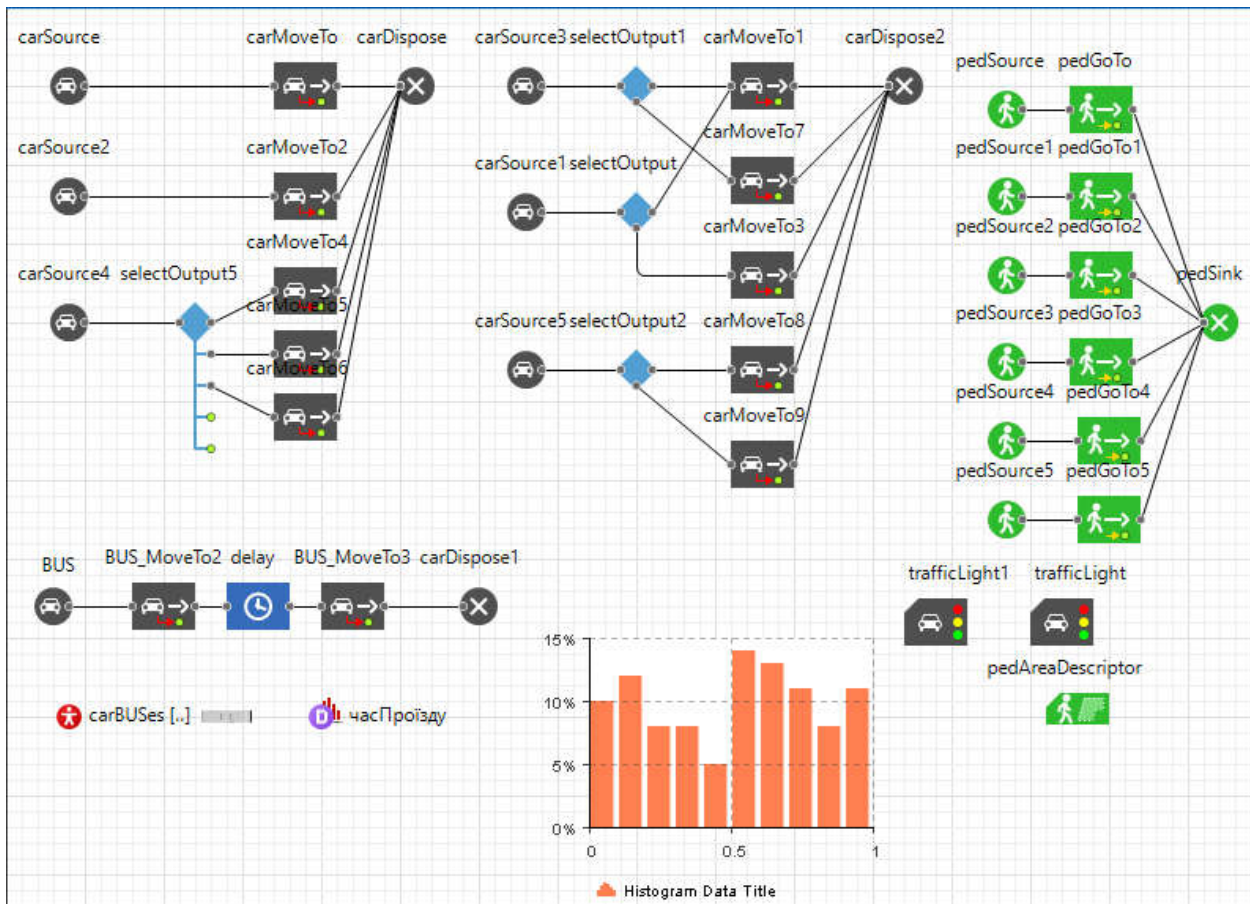 carSource carMoveTo carDispose carSource3 selectOutput1 carMoveTo1 carDispose2
pedSource pedGoTo
carSource2 carMoveTo2 carMoveTo7
pedSource1 pedGoTo1
carSource1 selectOutput
pedSource2 pedGoTo2
carMoveTo4 carMoveTo3
carSource4 selectOutput5 pedSink
carMoveTo5
pedSource3 pedGoTo3
carSource5 selectOutput2 carMoveTo8
carMoveTo6
pedSource4 pedGoTo4
carMoveTo9
pedSource5 pedGoTo5
BUS BUS_MoveTo2 delay BUS_MoveTo3 carDispose1
trafficLight1 trafficLight
15%
pedAreaDescriptor
10%
carBUSes [..] D часПроїзду
5%
0%
0 0.5 1
Histogram Data Title